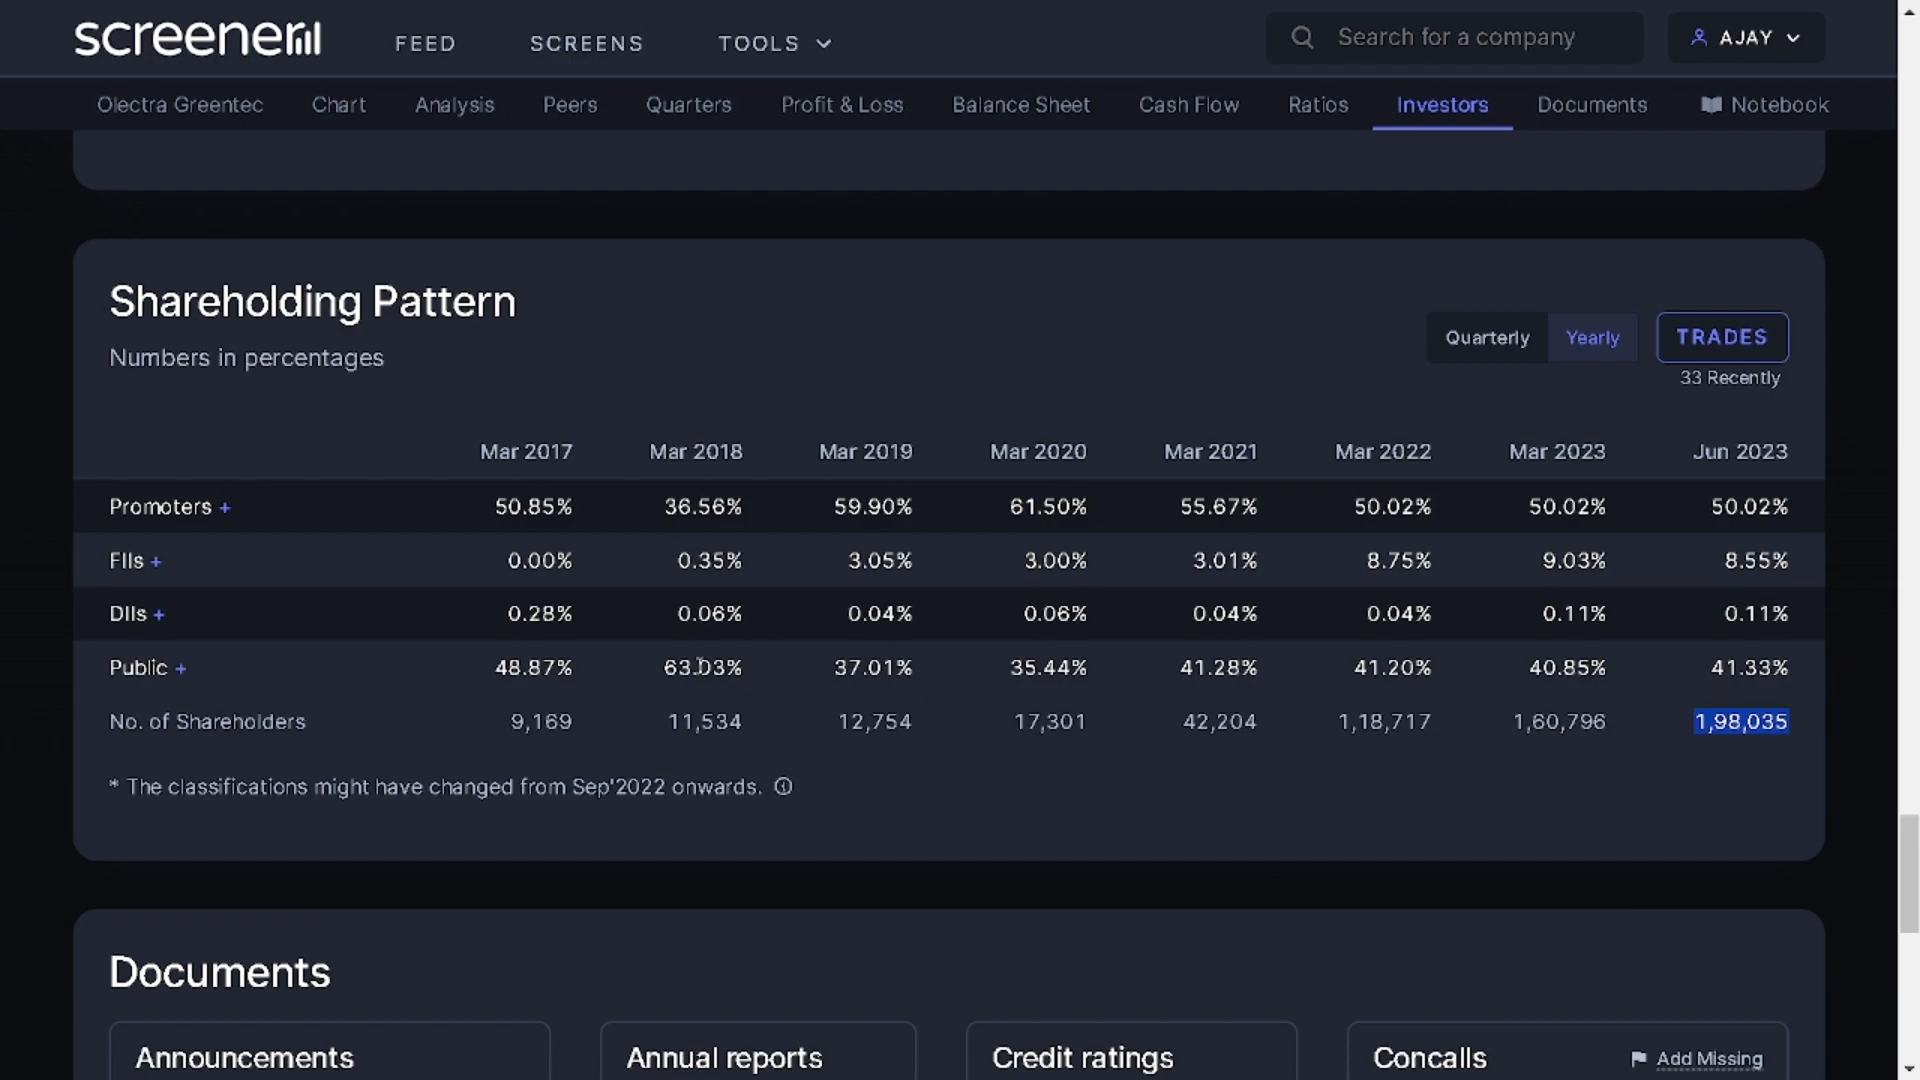 screener
FEED SCREENS TOOLS
Search for a company
AJAY
Olectra Greentec Chart Analysis Peers Quarters Profit & Loss Balance Sheet Cash Flow Ratios Investors Documents Notebook
Shareholding Pattern
Numbers in percentages
Quarterly Yearly TRADES
33 Recently
Mar 2017 Mar 2018 Mar 2019 Mar 2020 Mar 2021 Mar 2022 Mar 2023 Jun 2023
Promoters + 50.85% 36.56% 59.90% 61.50% 55.67% 50.02% 50.02% 50.02%
FIIs + 0.00% 0.35% 3.05% 3.00% 3.01% 8.75% 9.03% 8.55%
DIIs + 0.28% 0.06% 0.04% 0.06% 0.04% 0.04% 0.11% 0.11%
Public + 48.87% 63.03% 37.01% 35.44% 41.28% 41.20% 40.85% 41.33%
No. of Shareholders 9,169 11,534 12,754 17,301 42,204 1,18,717 1,60,796 1,98,035
* The classifications might have changed from Sep'2022 onwards.
Documents
Announcements Annual reports Credit ratings Concalls Add Missing